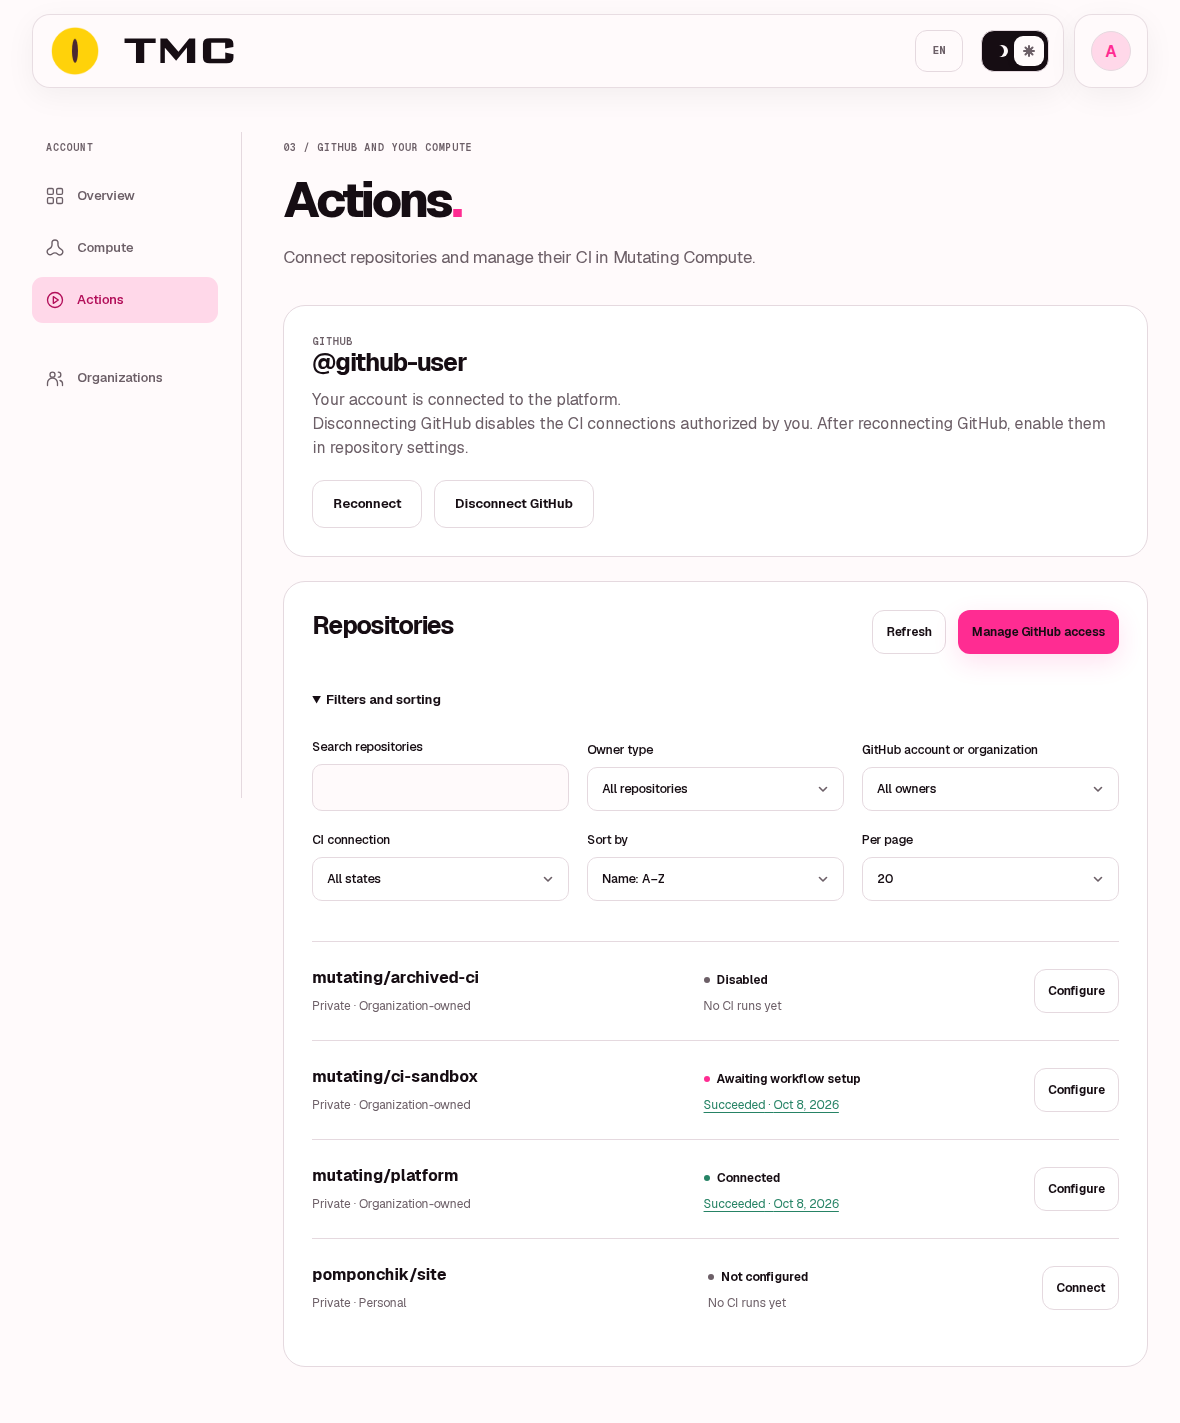 TMC
EN
A
ACCOUNT
Overview
Compute
Actions
Organizations
03 / GITHUB AND YOUR COMPUTE
Actions.
Connect repositories and manage their CI in Mutating Compute.
GITHUB
@github-user
Your account is connected to the platform.
Disconnecting GitHub disables the CI connections authorized by you. After reconnecting GitHub, enable them
in repository settings.
Reconnect
Disconnect GitHub
Repositories
Refresh
Manage GitHub access
Filters and sorting
Search repositories
Owner type
All repositories
GitHub account or organization
All owners
CI connection
All states
Sort by
Name: A–Z
Per page
20
mutating/archived-ci
Private · Organization-owned
Disabled
No CI runs yet
Configure
mutating/ci-sandbox
Private · Organization-owned
Awaiting workflow setup
Succeeded · Oct 8, 2026
Configure
mutating/platform
Private · Organization-owned
Connected
Succeeded · Oct 8, 2026
Configure
pomponchik/site
Private · Personal
Not configured
No CI runs yet
Connect